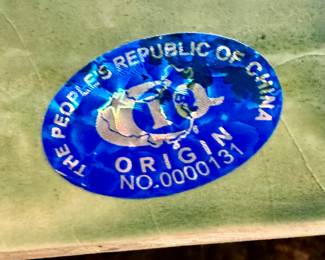 THE PEOPLE'S REPUBLIC OF CHINA
ORIGIN
NO.0000131